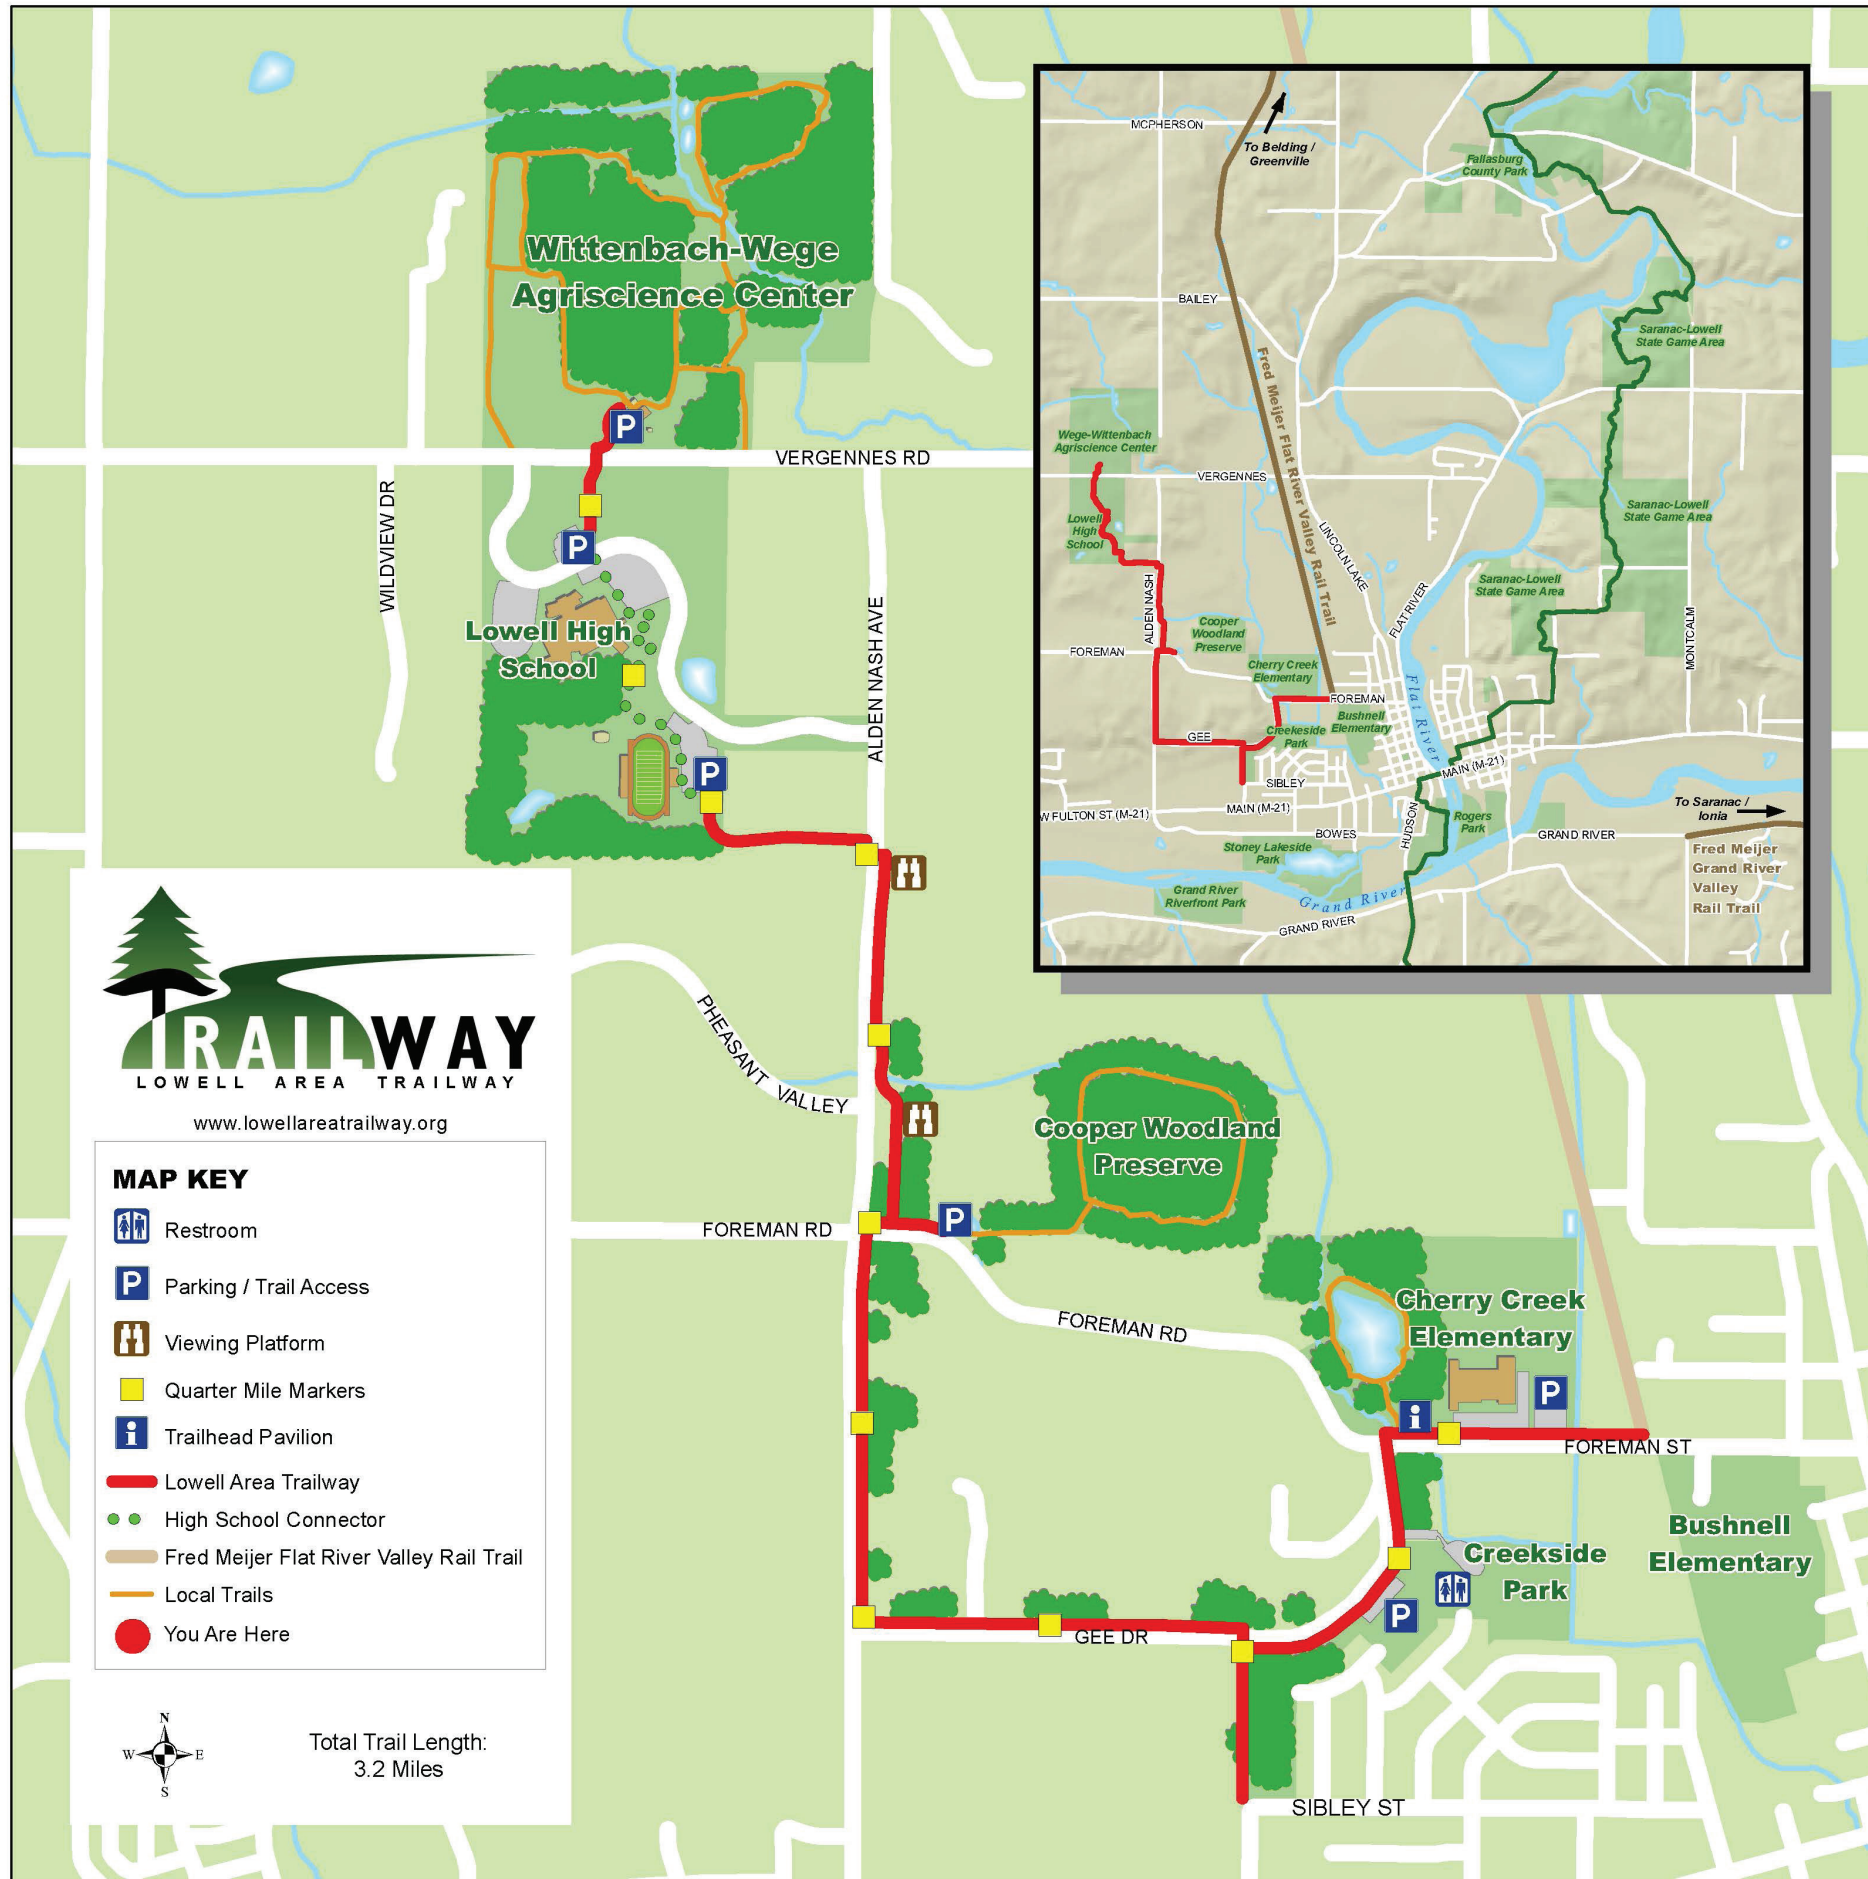 Wittenbach-Wege
Agriscience Center
VERGENNES RD
WILDVIEW DR
Lowell High
School
ALDEN NASH AVE
PHEASANT VALLEY
Cooper Woodland
Preserve
FOREMAN RD
FOREMAN RD
Cherry Creek
Elementary
FOREMAN ST
Bushnell
Elementary
Creekside
Park
GEE DR
SIBLEY ST
P
P
P
P
P
P
i
TRAILWAY
LOWELL AREA TRAILWAY
www.lowellareatrailway.org
MAP KEY
Restroom
P Parking / Trail Access
Viewing Platform
Quarter Mile Markers
i Trailhead Pavilion
Lowell Area Trailway
High School Connector
Fred Meijer Flat River Valley Rail Trail
Local Trails
You Are Here
N
W E
S
Total Trail Length:
3.2 Miles
MCPHERSON
To Belding /
Greenville
Fallasburg
County Park
BAILEY
Fred Meijer Flat River Valley Rail Trail
Saranac-Lowell
State Game Area
Wege-Wittenbach
Agriscience Center
VERGENNES
Lowell
High
School
LINCOLN LAKE
Saranac-Lowell
State Game Area
ALDEN NASH
FLAT RIVER
Saranac-Lowell
State Game Area
MONTCALM
Cooper
Woodland
Preserve
FOREMAN
Cherry Creek
Elementary
FOREMAN
Flat River
Bushnell
Elementary
Creekeside
Park
GEE
SIBLEY
MAIN (M-21)
MAIN (M-21)
W FULTON ST (M-21)
HUDSON
BOWES
Rogers
Park
GRAND RIVER
To Saranac /
Ionia
Stoney Lakeside
Park
Fred Meijer
Grand River
Valley
Rail Trail
Grand River
Riverfront Park
Grand River
GRAND RIVER